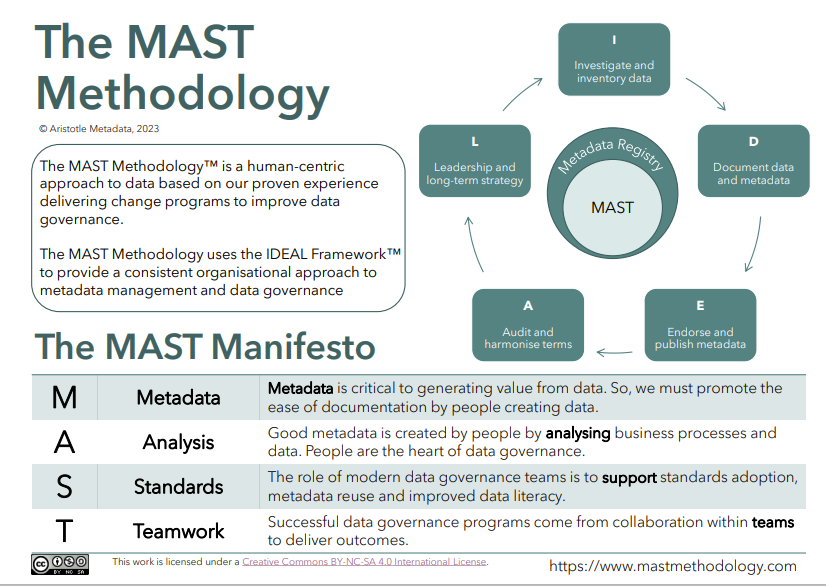 The MAST
Methodology
© Aristotle Metadata, 2023
The MAST Methodology™ is a human-centric
approach to data based on our proven experience
delivering change programs to improve data
governance.
The MAST Methodology uses the IDEAL Framework™
to provide a consistent organisational approach to
metadata management and data governance
I
Investigate and
inventory data
D
Document data
and metadata
E
Endorse and
publish metadata
A
Audit and
harmonise terms
L
Leadership and
long-term strategy
Metadata Registry
MAST
The MAST Manifesto
M Metadata Metadata is critical to generating value from data. So, we must promote the
ease of documentation by people creating data.
A Analysis Good metadata is created by people by analysing business processes and
data. People are the heart of data governance.
S Standards The role of modern data governance teams is to support standards adoption,
metadata reuse and improved data literacy.
T Teamwork Successful data governance programs come from collaboration within teams
to deliver outcomes.
cc BY NC SA
This work is licensed under a Creative Commons BY-NC-SA 4.0 International License.
https://www.mastmethodology.com